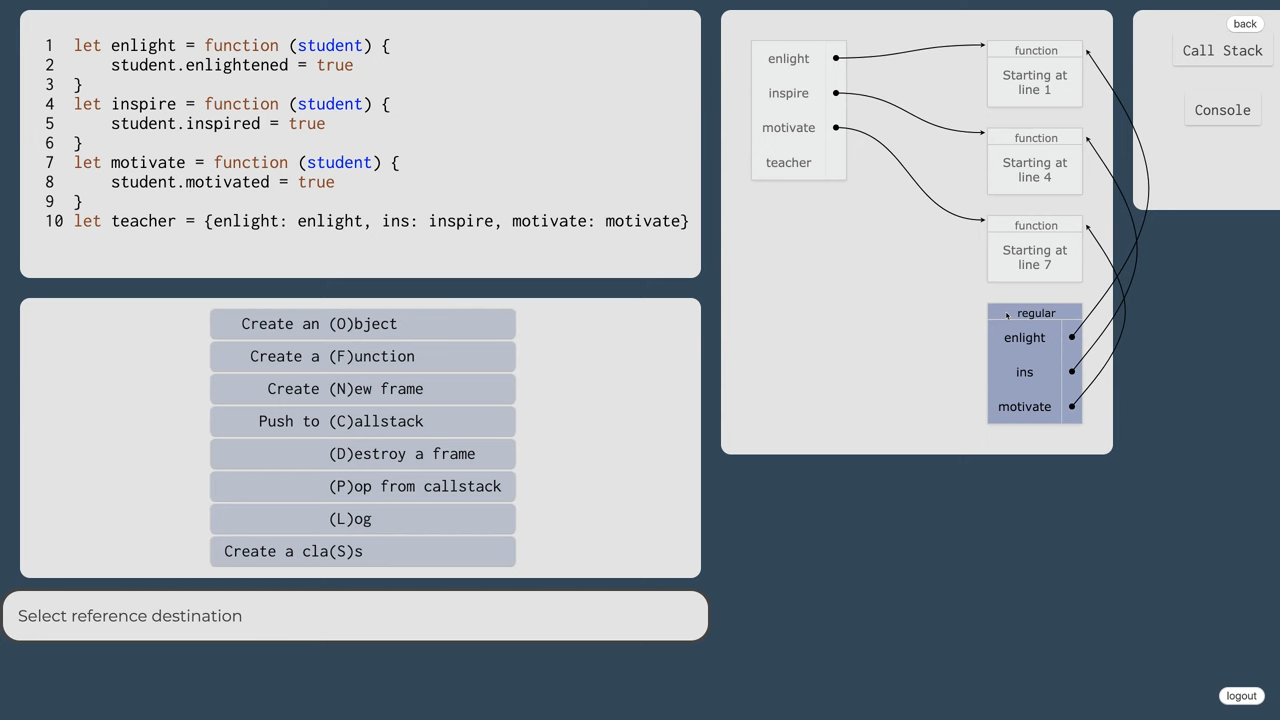 1 let enlight = function (student) {
2 student.enlightened = true
3 }
4 let inspire = function (student) {
5 student.inspired = true
6 }
7 let motivate = function (student) {
8 student.motivated = true
9 }
10 let teacher = {enlight: enlight, ins: inspire, motivate: motivate}
Create an (O)bject
Create a (F)unction
Create (N)ew frame
Push to (C)allstack
(D)estroy a frame
(P)op from callstack
(L)og
Create a cla(S)s
Select reference destination
enlight
inspire
motivate
teacher
function
Starting at
line 1
function
Starting at
line 4
function
Starting at
line 7
regular
enlight
ins
motivate
back
Call Stack
Console
logout